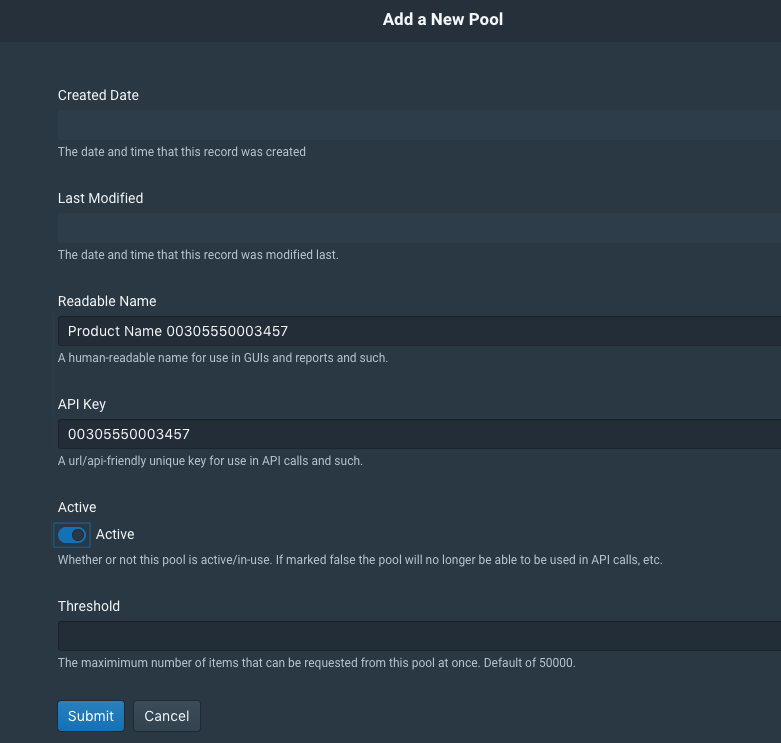 Add a New Pool
Created Date
The date and time that this record was created
Last Modified
The date and time that this record was modified last.
Readable Name
Product Name 00305550003457
A human-readable name for use in GUIs and reports and such.
API Key
00305550003457
A url/api-friendly unique key for use in API calls and such.
Active
Active
Whether or not this pool is active/in-use. If marked false the pool will no longer be able to be used in API calls, etc.
Threshold
The maximimum number of items that can be requested from this pool at once. Default of 50000.
Submit Cancel